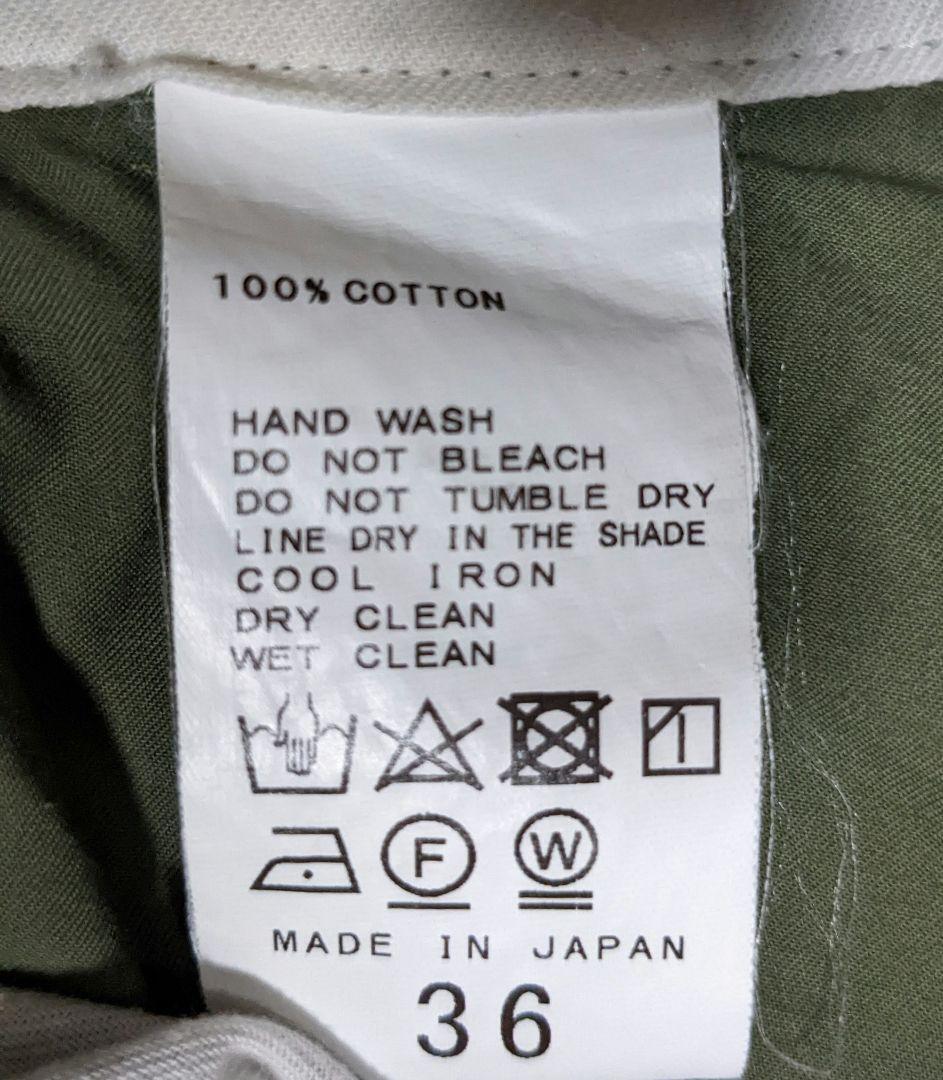 100% COTTON
HAND WASH
DO NOT BLEACH
DO NOT TUMBLE DRY
LINE DRY IN THE SHADE
COOL IRON
DRY CLEAN
WET CLEAN
F W
MADE IN JAPAN
36